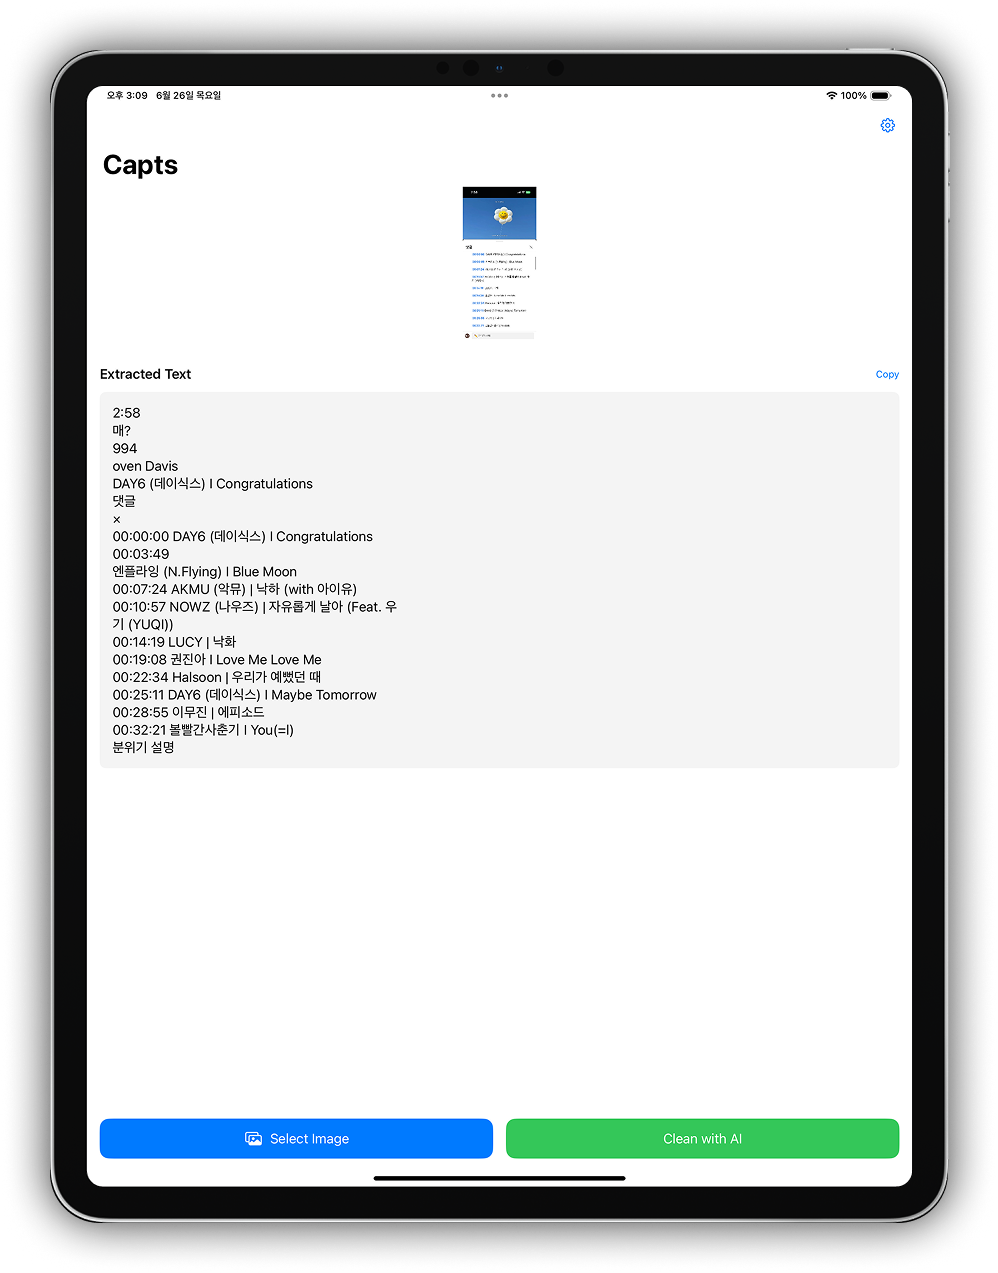 오후 3:09 6월 26일 목요일
100%
Capts
Extracted Text
Copy
2:58
매?
994
oven Davis
DAY6 (데이식스) I Congratulations
댓글
×
00:00:00 DAY6 (데이식스) I Congratulations
00:03:49
엔플라잉 (N.Flying) I Blue Moon
00:07:24 AKMU (악뮤) | 낙하 (with 아이유)
00:10:57 NOWZ (나우즈) | 자유롭게 날아 (Feat. 우
기 (YUQI))
00:14:19 LUCY | 낙화
00:19:08 권진아 I Love Me Love Me
00:22:34 Halsoon | 우리가 예뻤던 때
00:25:11 DAY6 (데이식스) I Maybe Tomorrow
00:28:55 이무진 | 에피소드
00:32:21 볼빨간사춘기 I You(=I)
분위기 설명
Select Image
Clean with AI